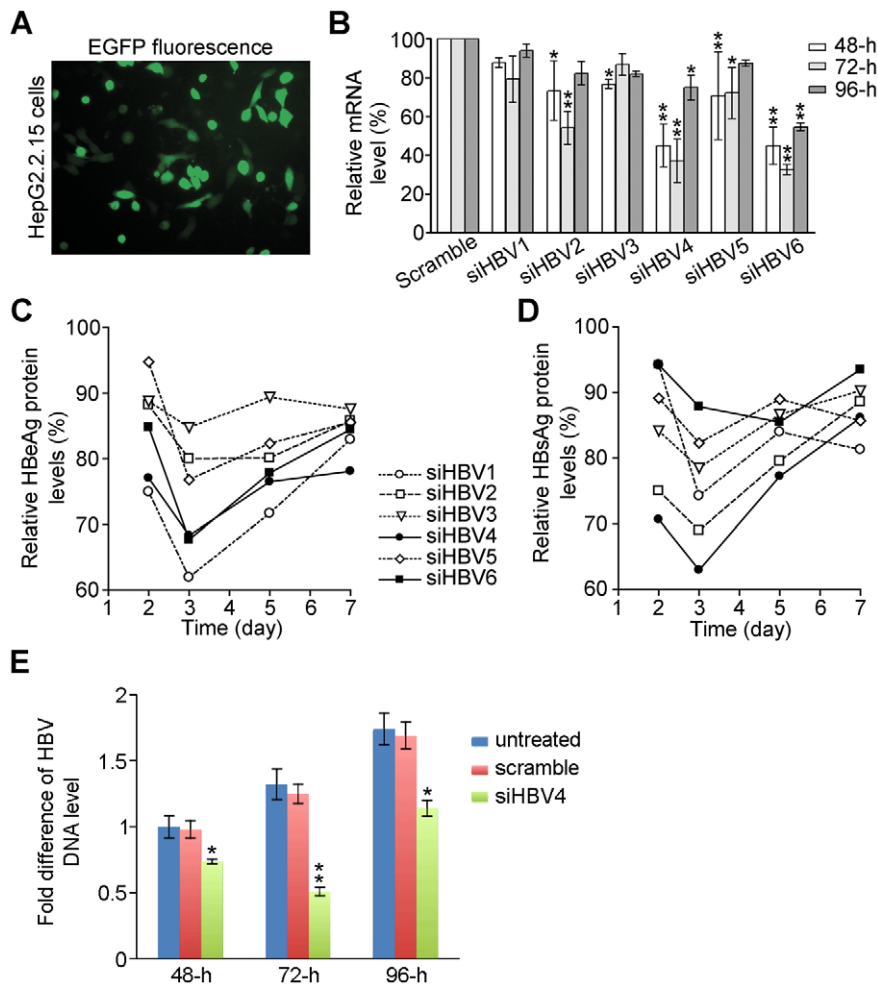 A
EGFP fluorescence
HepG2.2.15 cells
B
Relative mRNA
level (%)
100
80
60
40
20
0
48-h
72-h
96-h
* ** * ** ** * ** * ** ** **
Scramble
siHBV1
siHBV2
siHBV3
siHBV4
siHBV5
siHBV6
C
Relative HBeAg protein
levels (%)
100
90
80
70
60
1 2 3 4 5 6 7
Time (day)
siHBV1
siHBV2
siHBV3
siHBV4
siHBV5
siHBV6
D
Relative HBsAg protein
levels (%)
100
90
80
70
60
1 2 3 4 5 6 7
Time (day)
E
Fold difference of HBV
DNA level
2
1.5
1
0.5
0
* ** *
48-h 72-h 96-h
untreated
scramble
siHBV4